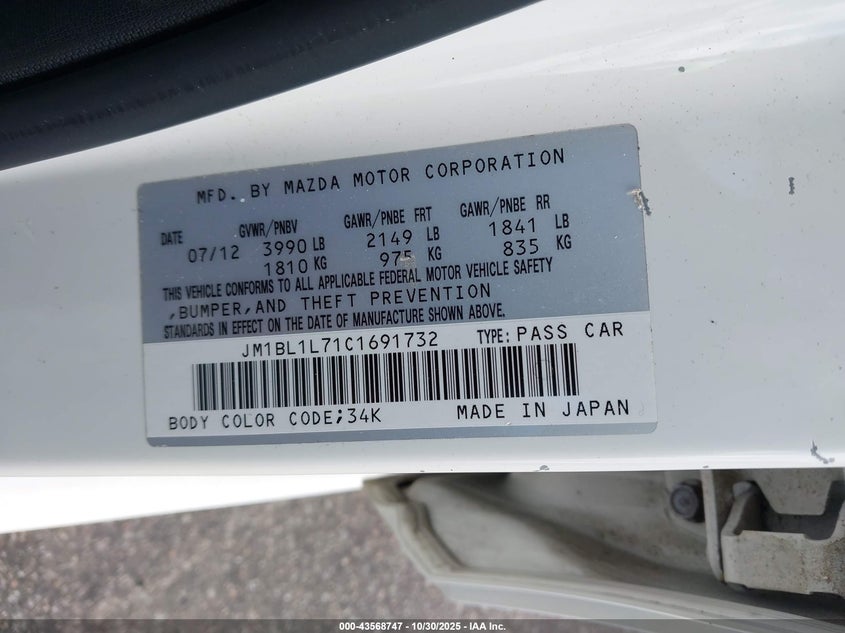 MFD. BY MAZDA MOTOR CORPORATION
DATE GVWR/PNBV GAWR/PNBE FRT GAWR/PNBE RR
07/12 3990 LB 2149 LB 1841 LB
1810 KG 975 KG 835 KG
THIS VEHICLE CONFORMS TO ALL APPLICABLE FEDERAL MOTOR VEHICLE SAFETY
,BUMPER,AND THEFT PREVENTION
STANDARDS IN EFFECT ON THE DATE OF MANUFACTURE SHOWN ABOVE.
JM1BL1L71C1691732 TYPE: PASS CAR
BODY COLOR CODE;34K MADE IN JAPAN
000-43568747 - 10/30/2025 - IAA Inc.